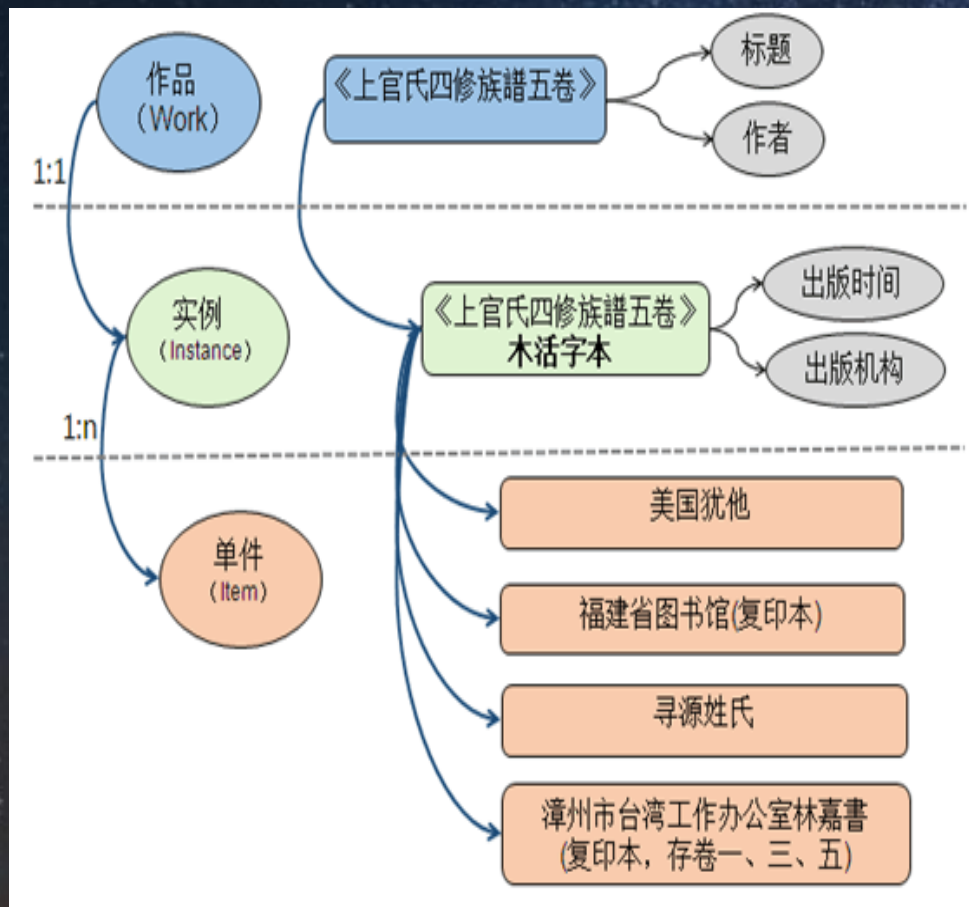 作品
（Work）
《上官氏四修族譜五卷》
标题
作者
1:1
实例
（Instance）
《上官氏四修族譜五卷》
木活字本
出版时间
出版机构
1:n
单件
（Item）
美国犹他
福建省图书馆(复印本)
寻源姓氏
漳州市台湾工作办公室林嘉書
(复印本，存卷一、三、五)